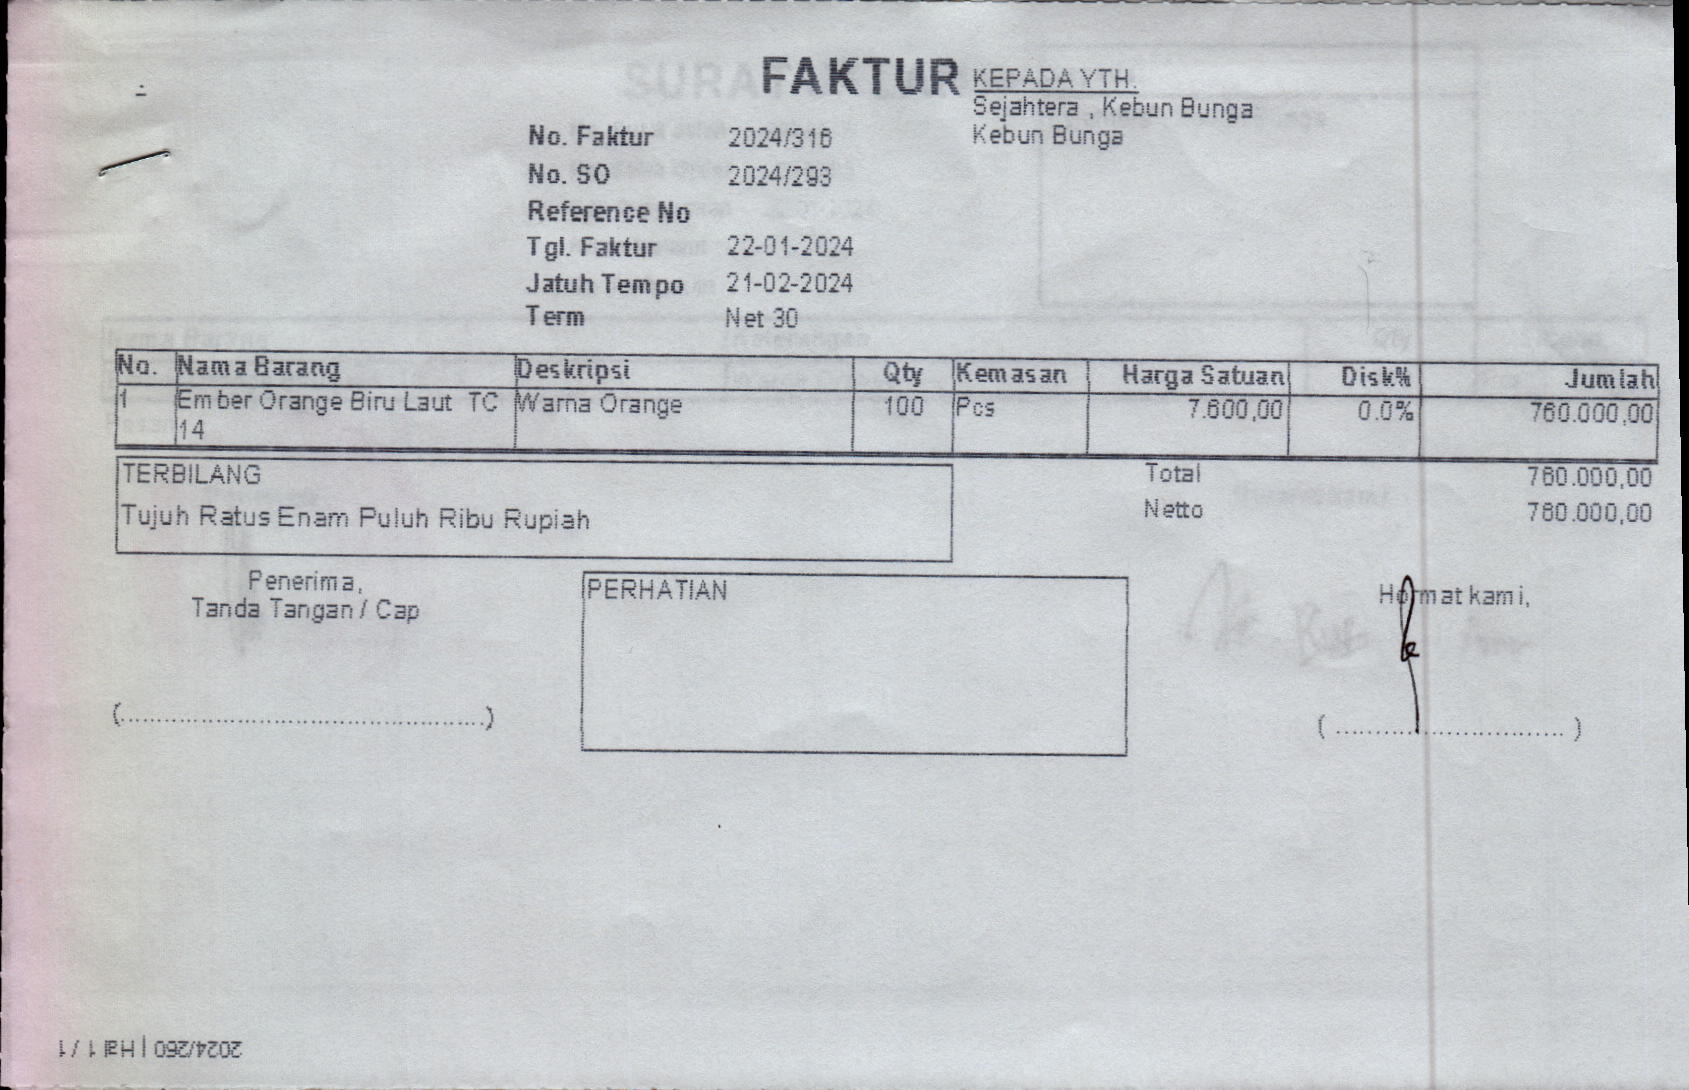 FAKTUR
KEPADA YTH.
Sejahtera , Kebun Bunga
Kebun Bunga
No. Faktur 2024/316
No. SO 2024/293
Reference No
Tgl. Faktur 22-01-2024
Jatuh Tempo 21-02-2024
Term Net 30
No. Nama Barang Deskripsi Qty Kemasan Harga Satuan Disk% Jumlah
1 Ember Orange Biru Laut TC Warna Orange 100 Pcs 7.600,00 0.0% 760.000,00
14
TERBILANG
Tujuh Ratus Enam Puluh Ribu Rupiah
Total 760.000,00
Netto 760.000,00
Penerima,
Tanda Tangan / Cap
PERHATIAN
Hormat kami,
(................................................)
( .............................. )
2024/260 | Hal 1 / 1